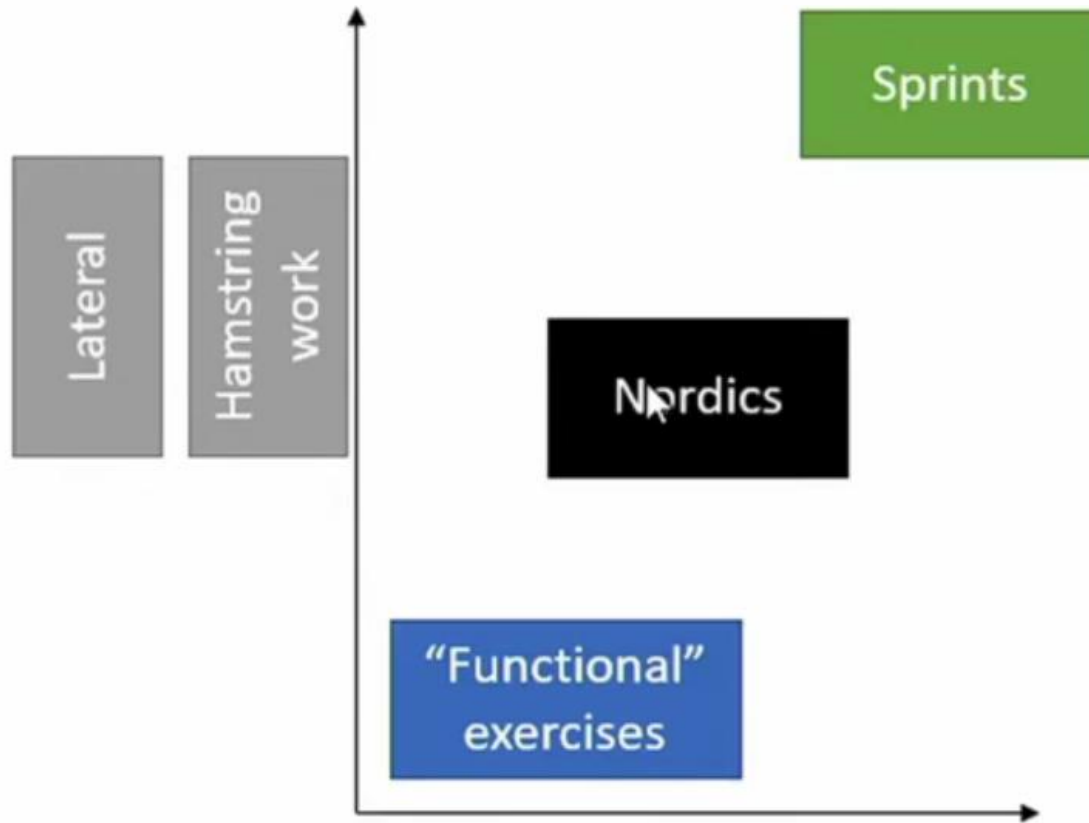 Sprints
Lateral
Hamstring
work
Nordics
“Functional”
exercises